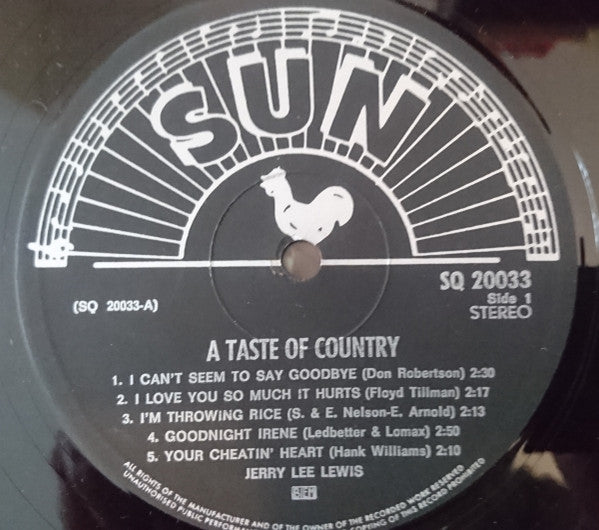 SUN
SQ 20033
Side 1
(SQ 20033-A)
STEREO
A TASTE OF COUNTRY
1. I CAN'T SEEM TO SAY GOODBYE (Don Robertson) 2:30
2. I LOVE YOU SO MUCH IT HURTS (Floyd Tillman) 2:17
3. I'M THROWING RICE (S. & E. Nelson-E. Arnold) 2:13
4. GOODNIGHT IRENE (Ledbetter & Lomax) 2:50
5. YOUR CHEATIN' HEART (Hank Williams) 2:10
JERRY LEE LEWIS
ALL RIGHTS OF THE MANUFACTURER AND OF THE OWNER OF THE RECORDED WORK RESERVED
UNAUTHORISED PUBLIC PERFORM COPYING OF THIS RECORD PROHIBITED